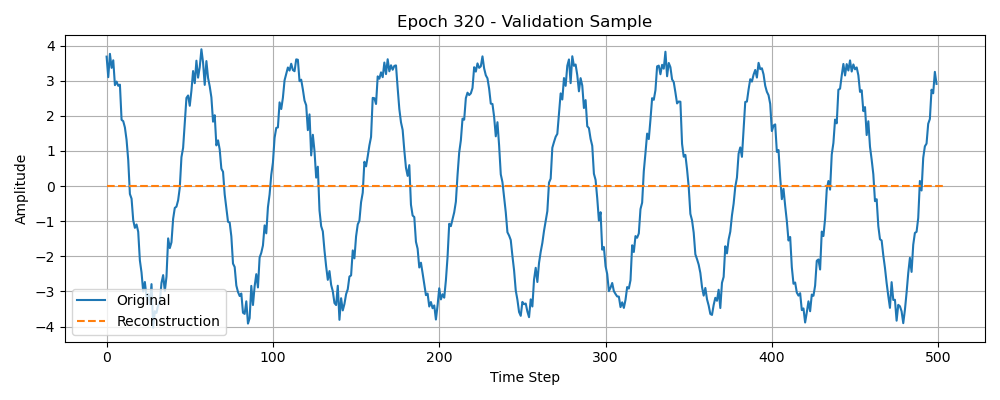 Epoch 320 - Validation Sample
Amplitude
4
3
2
1
0
−1
−2
−3
−4
Original
Reconstruction
0 100 200 300 400 500
Time Step